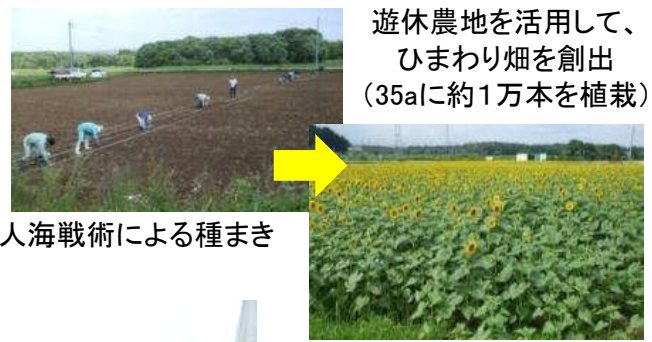 遊休農地を活用して、
ひまわり畑を創出
（35aに約１万本を植栽）
人海戦術による種まき